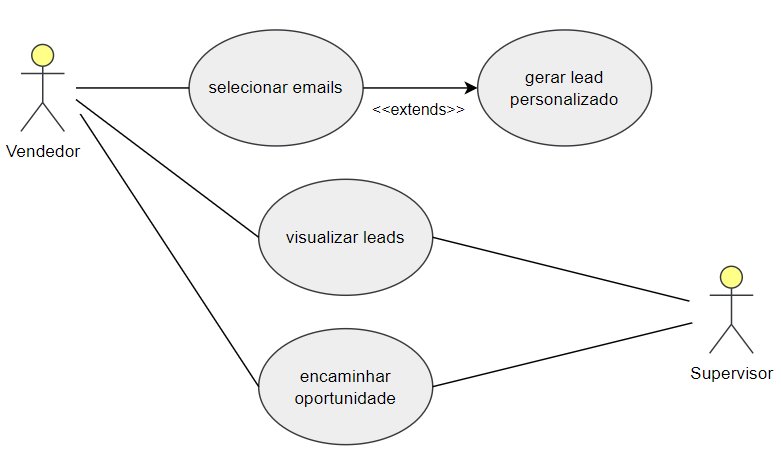 selecionar emails
gerar lead
personalizado
<<extends>>
Vendedor
visualizar leads
Supervisor
encaminhar
oportunidade